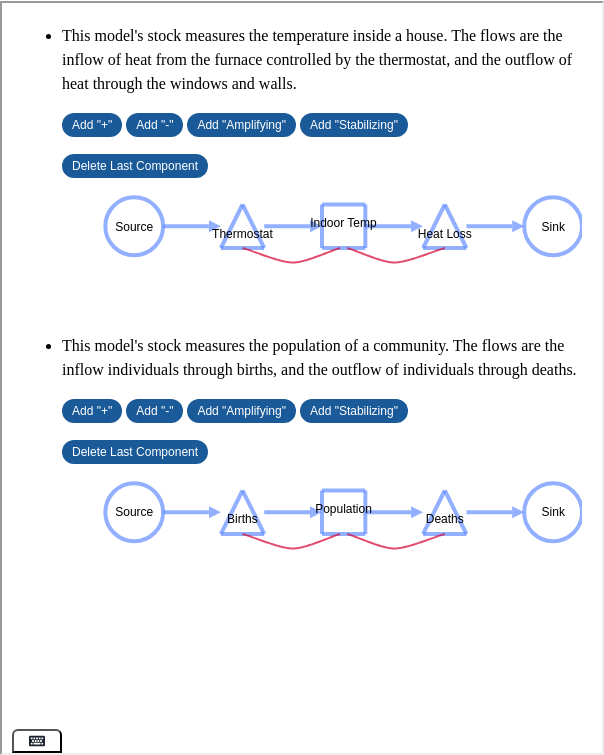 This model's stock measures the temperature inside a house. The flows are the
inflow of heat from the furnace controlled by the thermostat, and the outflow of
heat through the windows and walls.
Add "+" Add "-" Add "Amplifying" Add "Stabilizing"
Delete Last Component
Source Thermostat Indoor Temp Heat Loss Sink
This model's stock measures the population of a community. The flows are the
inflow individuals through births, and the outflow of individuals through deaths.
Add "+" Add "-" Add "Amplifying" Add "Stabilizing"
Delete Last Component
Source Births Population Deaths Sink